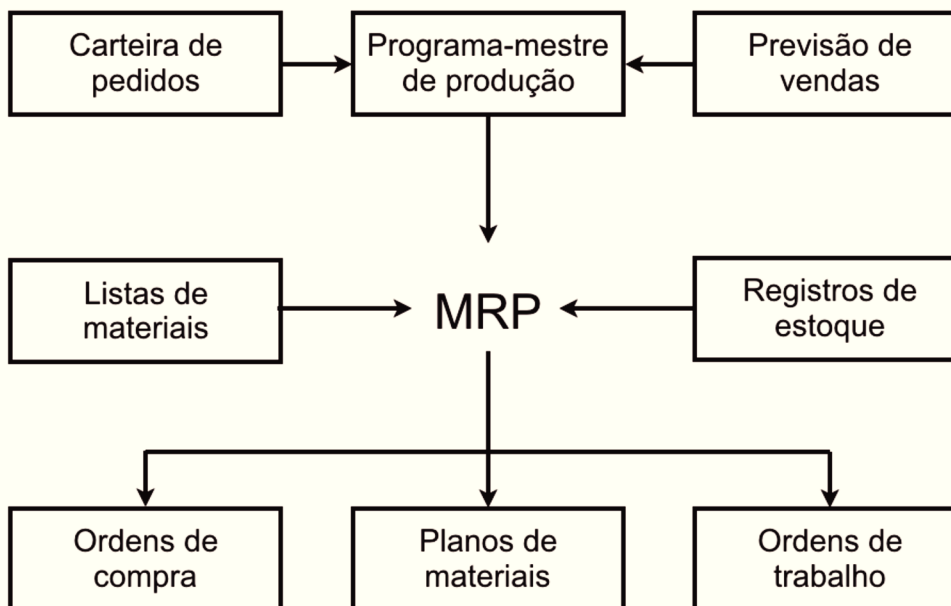 Carteira de
pedidos
Programa-mestre
de produção
Previsão de
vendas
Listas de
materiais
MRP
Registros de
estoque
Ordens de
compra
Planos de
materiais
Ordens de
trabalho